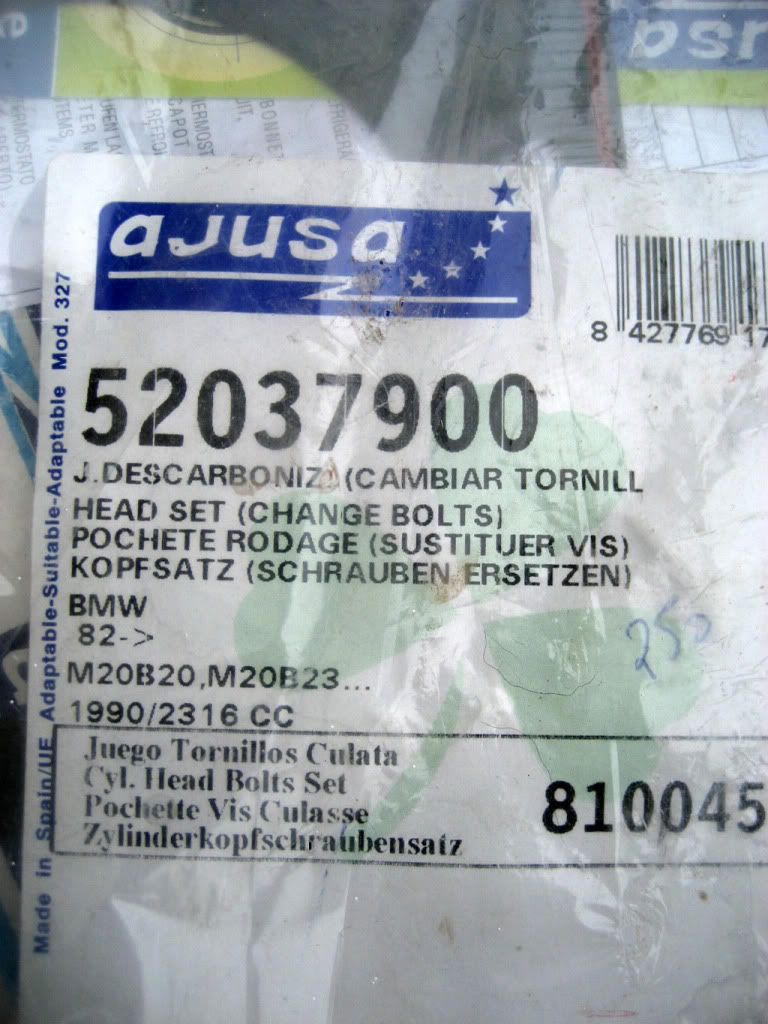 psr
ajusa
8 427769 17
52037900
J.DESCARBONIZ) (CAMBIAR TORNILL
HEAD SET (CHANGE BOLTS)
POCHETE RODAGE (SUSTITUER VIS)
KOPFSATZ (SCHRAUBEN ERSETZEN)
BMW
82->
250
M20B20,M20B23...
1990/2316 CC
Juego Tornillos Culata
Cyl. Head Bolts Set
Pochette Vis Culasse
Zylinderkopfschraubensatz
810045
Made in Spain/UE Adaptable-Suitable-Adaptable Mod. 327